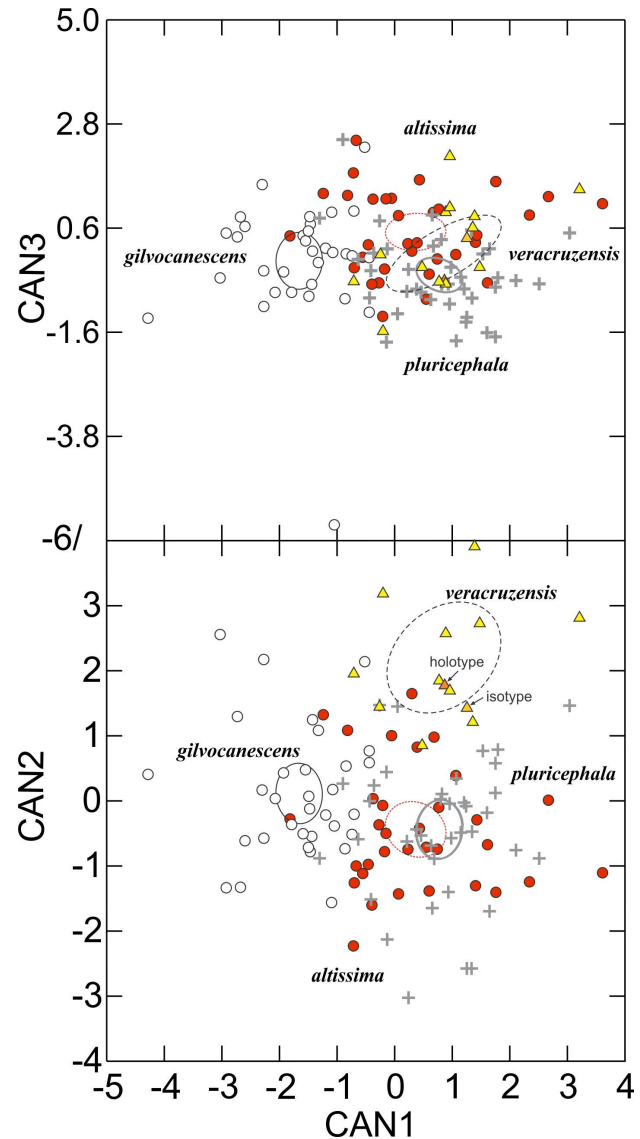 5.0
2.8
altissima
0.6
gilvocanescens
veracruzensis
CAN3
-1.6
pluricephala
-3.8
-6/
3
veracruzensis
holotype
2
isotype
1
gilvocanescens
pluricephala
CAN2
0
-1
-2
altissima
-3
-4
-5 -4 -3 -2 -1 0 1 2 3 4
CAN1